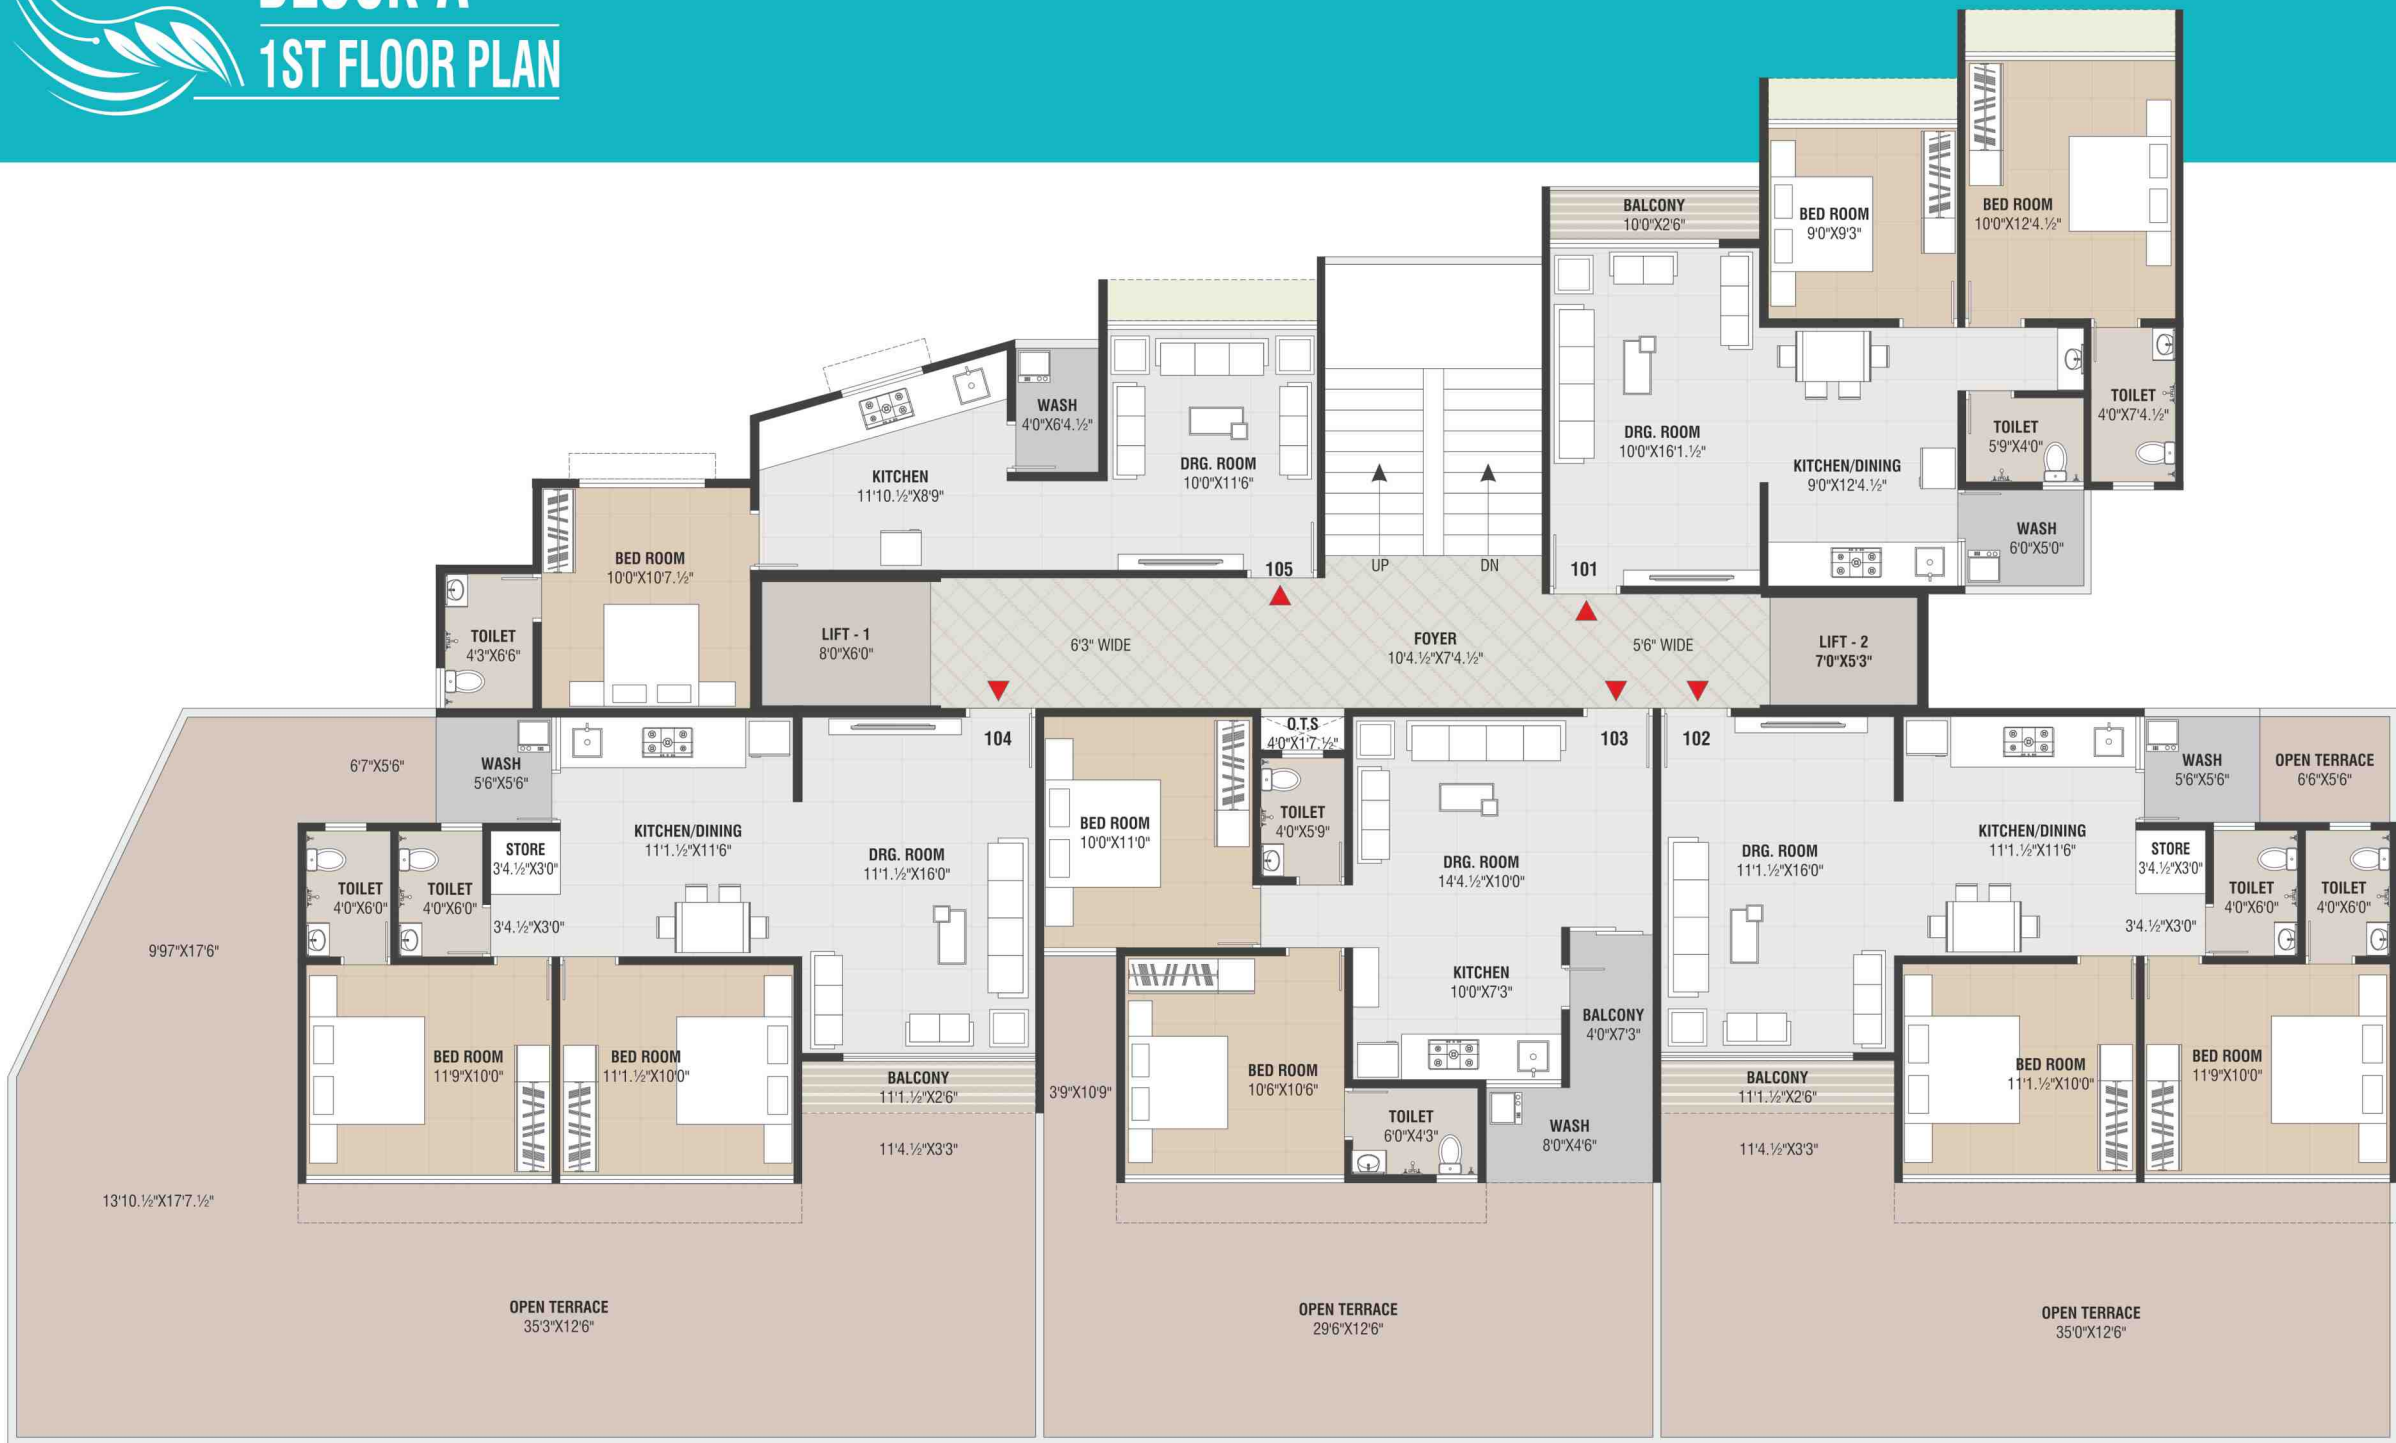 BLOCK-A
1ST FLOOR PLAN
BALCONY
10'0"X2'6"
BED ROOM
9'0"X9'3"
BED ROOM
10'0"X12'4.½"
DRG. ROOM
10'0"X16'1.½"
KITCHEN/DINING
9'0"X12'4.½"
TOILET
5'9"X4'0"
TOILET
4'0"X7'4.½"
WASH
6'0"X5'0"
101
WASH
4'0"X6'4.½"
DRG. ROOM
10'0"X11'6"
KITCHEN
11'10.½"X8'9"
BED ROOM
10'0"X10'7.½"
TOILET
4'3"X6'6"
105
UP
DN
LIFT - 1
8'0"X6'0"
6'3" WIDE
FOYER
10'4.½"X7'4.½"
5'6" WIDE
LIFT - 2
7'0"X5'3"
104
6'7"X5'6"
WASH
5'6"X5'6"
KITCHEN/DINING
11'1.½"X11'6"
STORE
3'4.½"X3'0"
3'4.½"X3'0"
TOILET
4'0"X6'0"
TOILET
4'0"X6'0"
DRG. ROOM
11'1.½"X16'0"
9'97"X17'6"
BED ROOM
11'9"X10'0"
BED ROOM
11'1.½"X10'0"
BALCONY
11'1.½"X2'6"
11'4.½"X3'3"
13'10.½"X17'7.½"
OPEN TERRACE
35'3"X12'6"
O.T.S
4'0"X1'7.½"
103
BED ROOM
10'0"X11'0"
TOILET
4'0"X5'9"
DRG. ROOM
14'4.½"X10'0"
KITCHEN
10'0"X7'3"
BALCONY
4'0"X7'3"
3'9"X10'9"
BED ROOM
10'6"X10'6"
TOILET
6'0"X4'3"
WASH
8'0"X4'6"
OPEN TERRACE
29'6"X12'6"
102
WASH
5'6"X5'6"
OPEN TERRACE
6'6"X5'6"
KITCHEN/DINING
11'1.½"X11'6"
DRG. ROOM
11'1.½"X16'0"
STORE
3'4.½"X3'0"
3'4.½"X3'0"
TOILET
4'0"X6'0"
TOILET
4'0"X6'0"
BED ROOM
11'1.½"X10'0"
BED ROOM
11'9"X10'0"
BALCONY
11'1.½"X2'6"
11'4.½"X3'3"
OPEN TERRACE
35'0"X12'6"